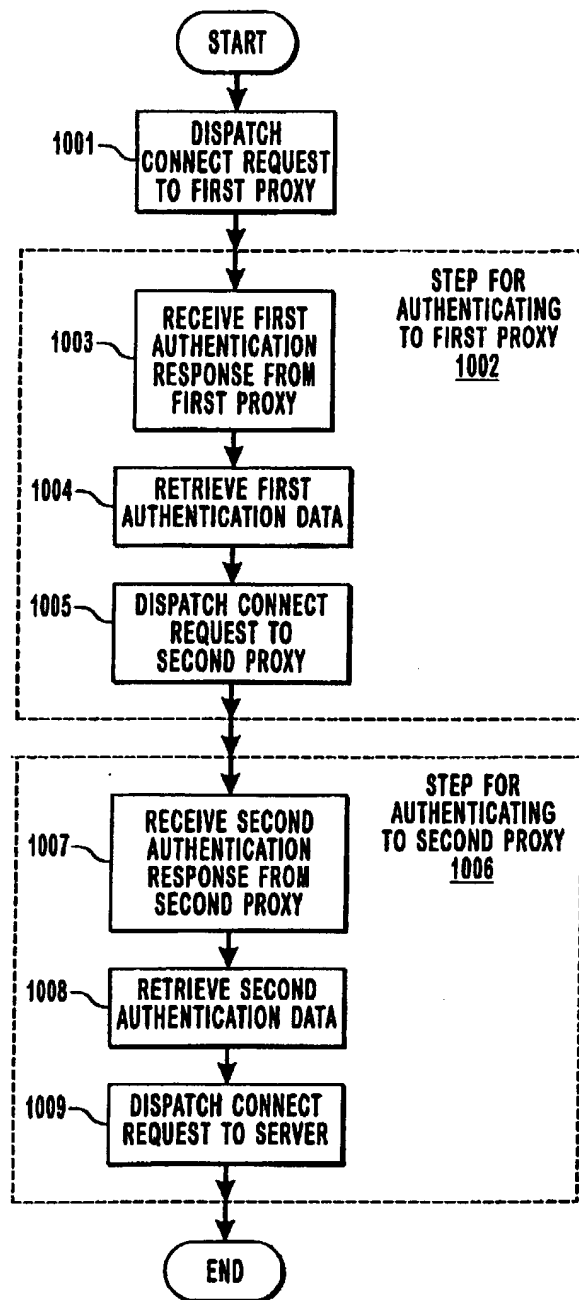 START
1001
DISPATCH
CONNECT REQUEST
TO FIRST PROXY
STEP FOR
AUTHENTICATING
TO FIRST PROXY
1002
1003
RECEIVE FIRST
AUTHENTICATION
RESPONSE FROM
FIRST PROXY
1004
RETRIEVE FIRST
AUTHENTICATION DATA
1005
DISPATCH CONNECT
REQUEST TO
SECOND PROXY
STEP FOR
AUTHENTICATING
TO SECOND PROXY
1006
1007
RECEIVE SECOND
AUTHENTICATION
RESPONSE FROM
SECOND PROXY
1008
RETRIEVE SECOND
AUTHENTICATION DATA
1009
DISPATCH CONNECT
REQUEST TO SERVER
END